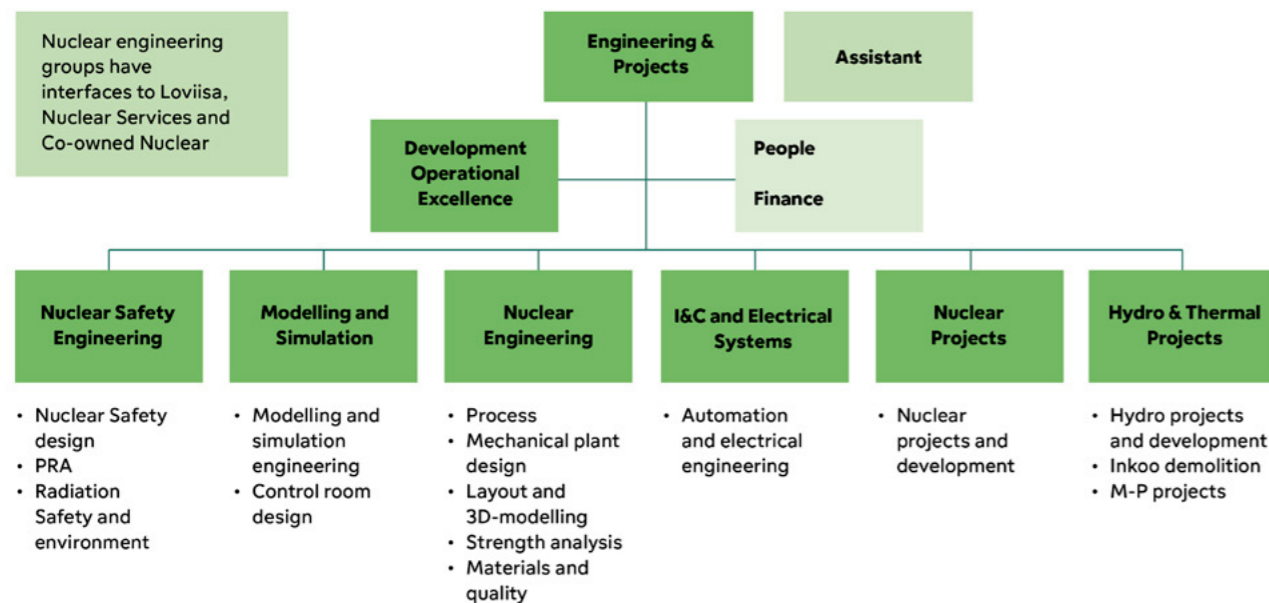 Nuclear engineering
groups have
interfaces to Loviisa,
Nuclear Services and
Co-owned Nuclear
Engineering &
Projects
Assistant
Development
Operational
Excellence
People
Finance
Nuclear Safety
Engineering
Modelling and
Simulation
Nuclear
Engineering
I&C and Electrical
Systems
Nuclear
Projects
Hydro & Thermal
Projects
• Nuclear Safety
design
• PRA
• Radiation
Safety and
environment
• Modelling and
simulation
engineering
• Control room
design
• Process
• Mechanical plant
design
• Layout and
3D-modelling
• Strength analysis
• Materials and
quality
• Automation
and electrical
engineering
• Nuclear
projects and
development
• Hydro projects
and development
• Inkoo demolition
• M-P projects